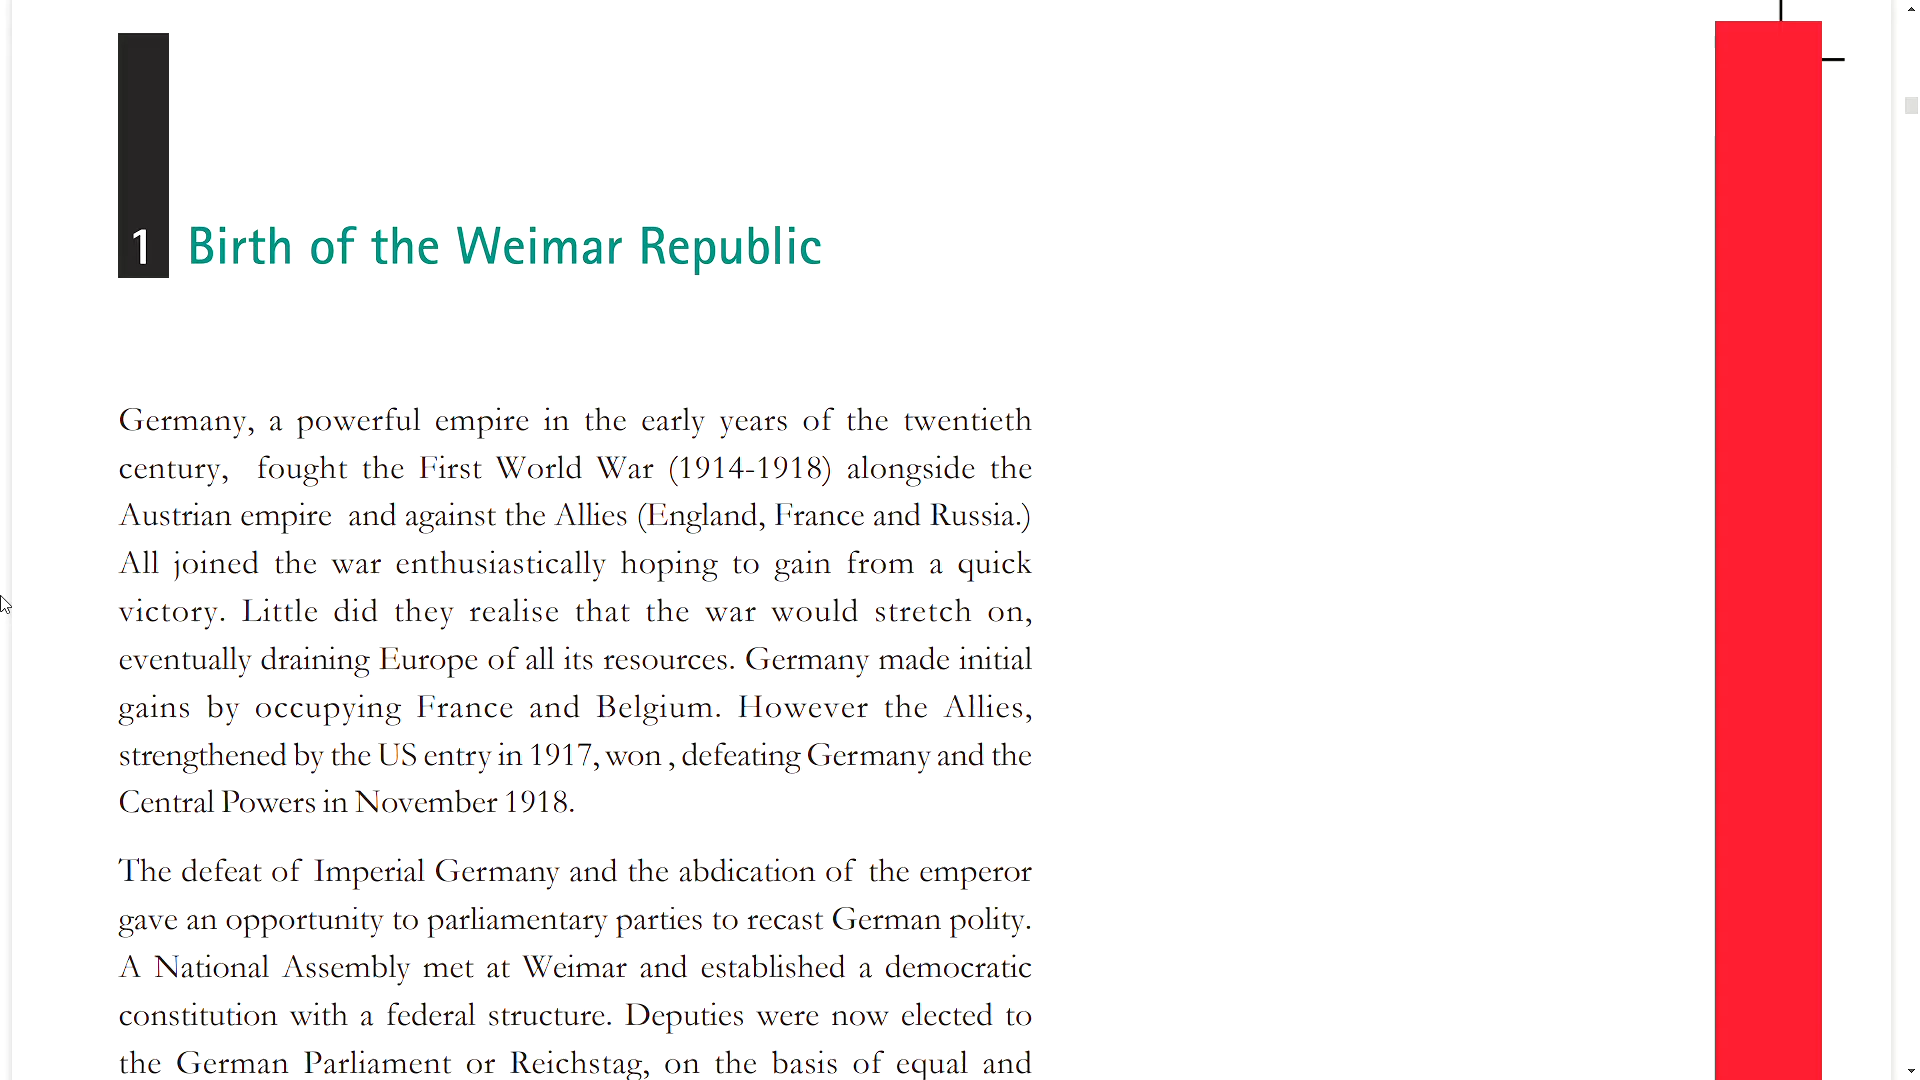 1 Birth of the Weimar Republic
Germany, a powerful empire in the early years of the twentieth
century, fought the First World War (1914-1918) alongside the
Austrian empire and against the Allies (England, France and Russia.)
All joined the war enthusiastically hoping to gain from a quick
victory. Little did they realise that the war would stretch on,
eventually draining Europe of all its resources. Germany made initial
gains by occupying France and Belgium. However the Allies,
strengthened by the US entry in 1917, won , defeating Germany and the
Central Powers in November 1918.
The defeat of Imperial Germany and the abdication of the emperor
gave an opportunity to parliamentary parties to recast German polity.
A National Assembly met at Weimar and established a democratic
constitution with a federal structure. Deputies were now elected to
the German Parliament or Reichstag, on the basis of equal and